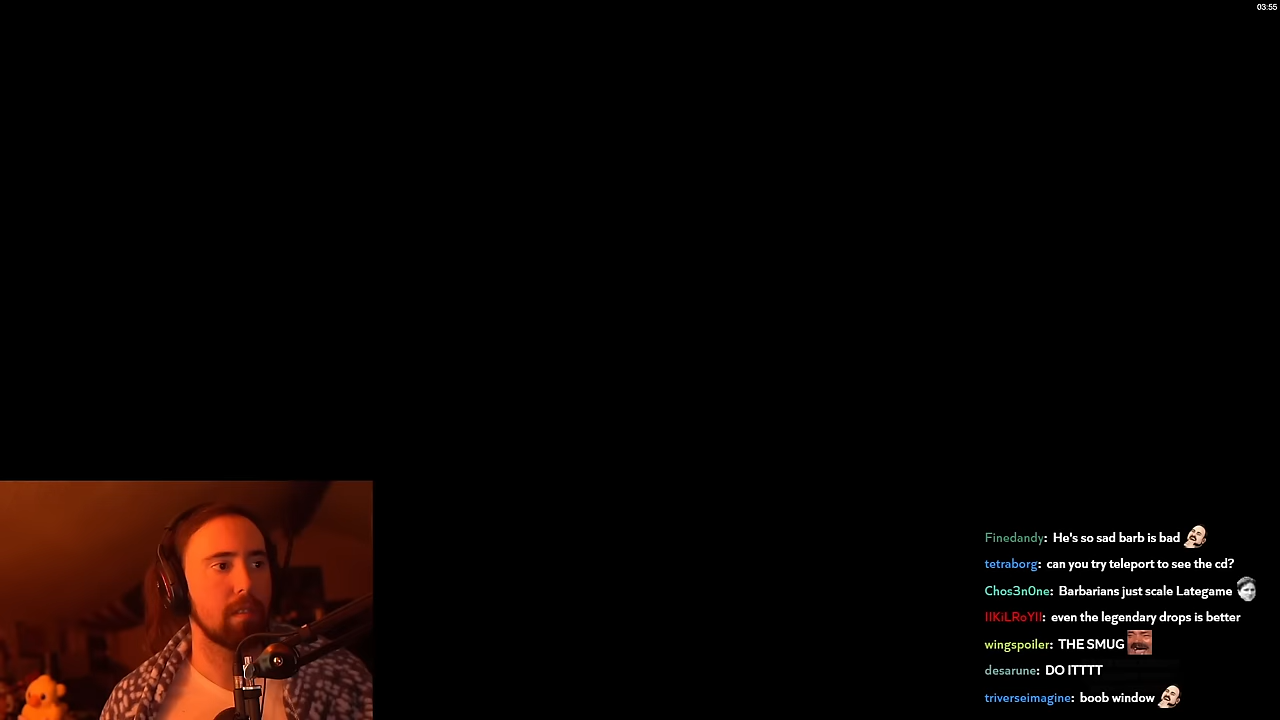 03:55
Finedandy: He's so sad barb is bad
tetraborg: can you try teleport to see the cd?
Chos3n0ne: Barbarians just scale Lategame
IIKiLRoYII: even the legendary drops is better
wingspoiler: THE SMUG
desarune: DO ITTTT
triverseimagine: boob window